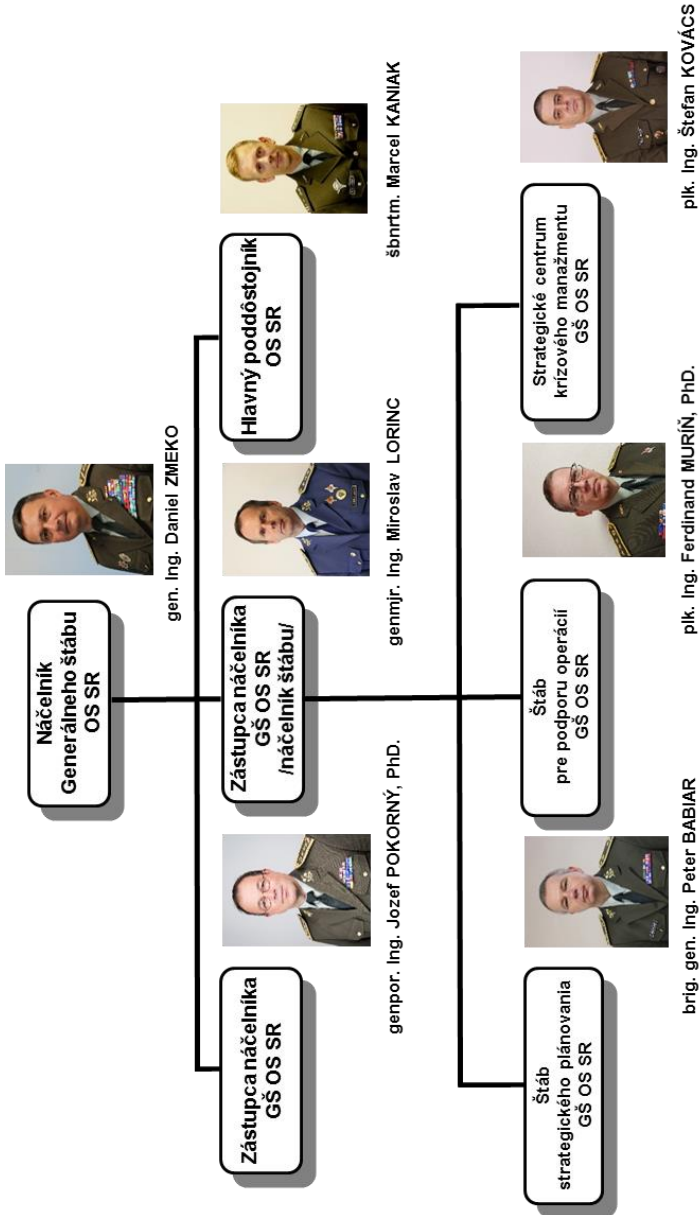 Náčelník
Generálneho štábu
OS SR
gen. Ing. Daniel ZMEKO
Zástupca náčelníka
GŠ OS SR
genpor. Ing. Jozef POKORNÝ, PhD.
Zástupca náčelníka
GŠ OS SR
/náčelník štábu/
genmjr. Ing. Miroslav LORINC
Hlavný poddôstojník
OS SR
šbnrtm. Marcel KANIAK
Štáb
strategického plánovania
GŠ OS SR
brig. gen. Ing. Peter BABIAR
Štáb
pre podporu operácií
GŠ OS SR
plk. Ing. Ferdinand MURÍŇ, PhD.
Strategické centrum
krízového manažmentu
GŠ OS SR
plk. Ing. Štefan KOVÁCS